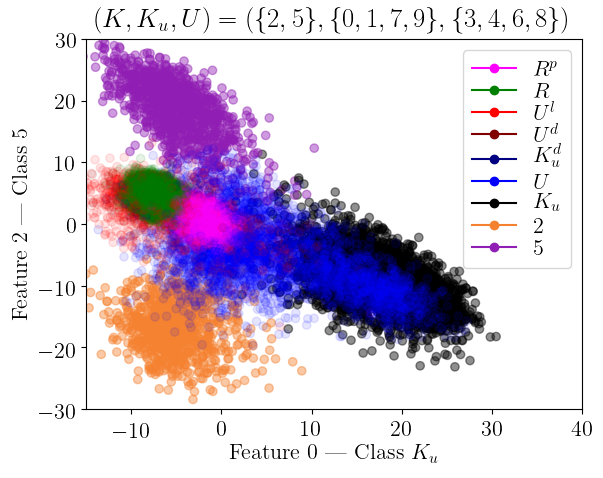 (K, K_u, U) = ({2, 5}, {0, 1, 7, 9}, {3, 4, 6, 8})
30
20
10
0
−10
−20
−30
Feature 2 — Class 5
R^p
R
U^l
U^d
K_u^d
U
K_u
2
5
−10
0
10
20
30
40
Feature 0 — Class K_u